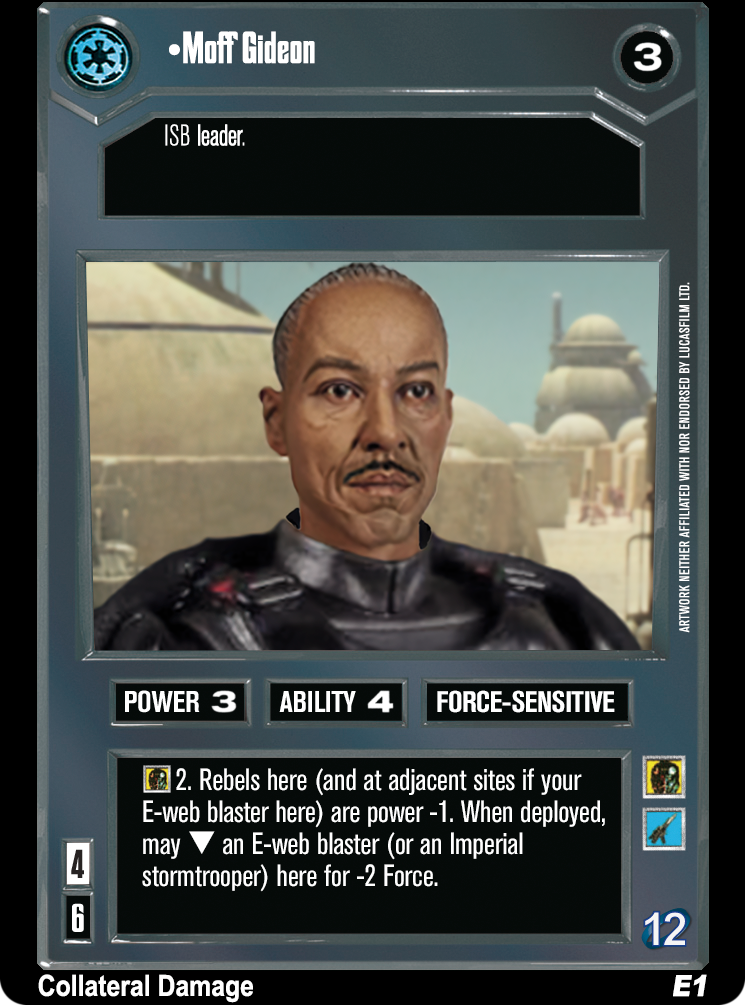 •Moff Gideon
3
ISB leader.
ARTWORK NEITHER AFFILIATED WITH NOR ENDORSED BY LUCASFILM LTD.
POWER 3
ABILITY 4
FORCE-SENSITIVE
2. Rebels here (and at adjacent sites if your
E-web blaster here) are power -1. When deployed,
may ▼ an E-web blaster (or an Imperial
stormtrooper) here for -2 Force.
4
6
12
Collateral Damage
E1